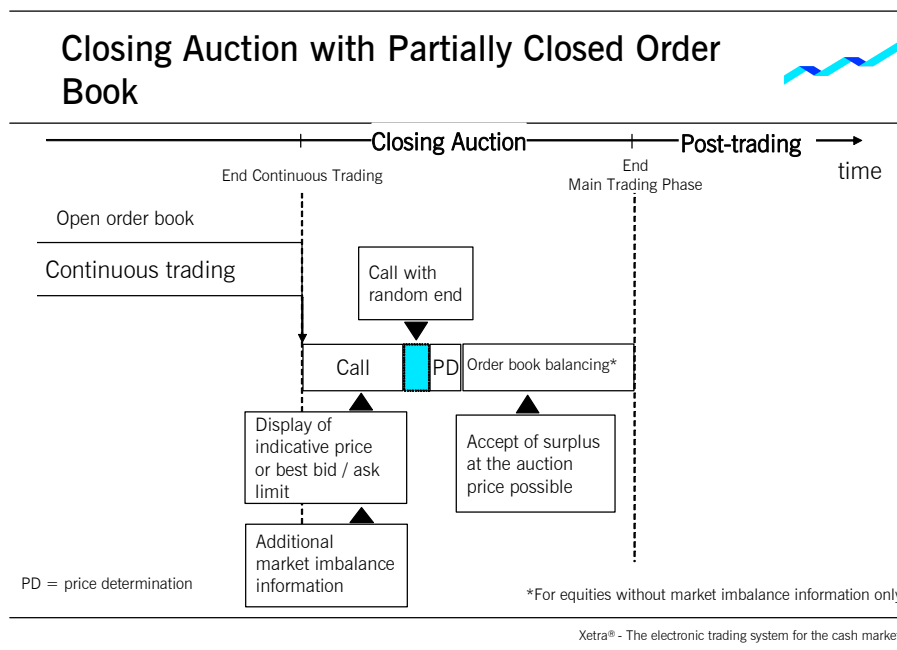 Closing Auction with Partially Closed Order
Book
Closing Auction
Post-trading
time
End Continuous Trading
End
Main Trading Phase
Open order book
Continuous trading
Call with
random end
Call
PD
Order book balancing*
Display of
indicative price
or best bid / ask
limit
Accept of surplus
at the auction
price possible
Additional
market imbalance
information
PD = price determination
*For equities without market imbalance information only
Xetra® - The electronic trading system for the cash market